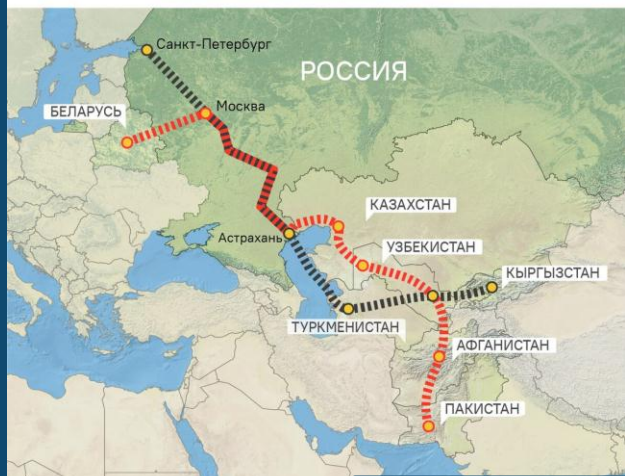 Санкт-Петербург
РОССИЯ
БЕЛАРУСЬ
Москва
КАЗАХСТАН
Астрахань
УЗБЕКИСТАН
КЫРГЫЗСТАН
ТУРКМЕНИСТАН
АФГАНИСТАН
ПАКИСТАН